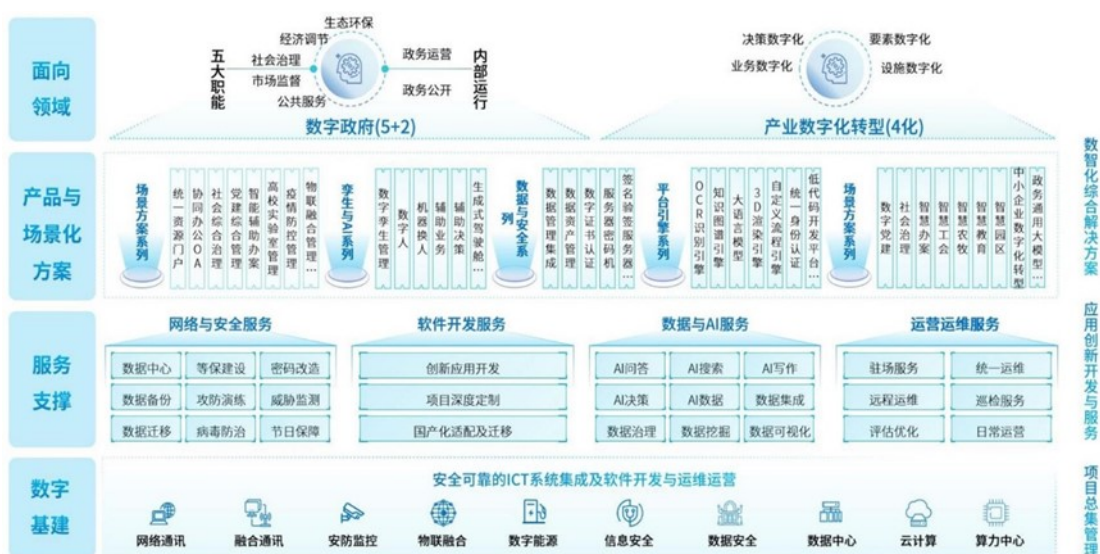 面向
领域
生态环保
经济调节
社会治理
市场监督
公共服务
五大职能
政务运营
政务公开
内部运行
数字政府(5+2)
决策数字化
业务数字化
要素数字化
设施数字化
产业数字化转型(4化)
产品与
场景化
方案
场景方案系列
统一资源门户
协同办公OA
社会综合治理
党建综合管理
智能辅助办案
高校实验室管理
疫情防控管理
物联融合管理…
孪生与AI系列
数字孪生管理
数字人
机器换人
辅助业务
辅助决策
生成式驾驶舱…
数据与安全系列
数据管理集成
数据资产管理
数字证书认证
服务器密码机
签名验签服务器…
平台引擎系列
OCR识别引擎
知识图谱引擎
大语言模型
3D渲染引擎
自定义流程引擎
统一身份认证
低代码开发平台…
场景方案系列
数字党建
社会治理
智慧办案
智慧工会
智慧农牧
智慧教育
智慧园区
中小企业数字化转型
政务通用大模型…
服务
支撑
网络与安全服务
数据中心 等保建设 密码改造
数据备份 攻防演练 威胁监测
数据迁移 病毒防治 节日保障
软件开发服务
创新应用开发
项目深度定制
国产化适配及迁移
数据与AI服务
AI问答 AI搜索 AI写作
AI决策 AI数据 数据集成
数据治理 数据挖掘 数据可视化
运营运维服务
驻场服务 统一运维
远程运维 巡检服务
评估优化 日常运营
数字
基建
安全可靠的ICT系统集成及软件开发与运维运营
网络通讯 融合通讯 安防监控 物联融合 数字能源 信息安全 数据安全 数据中心 云计算 算力中心
数智化综合解决方案
应用创新开发与服务
项目总集管理